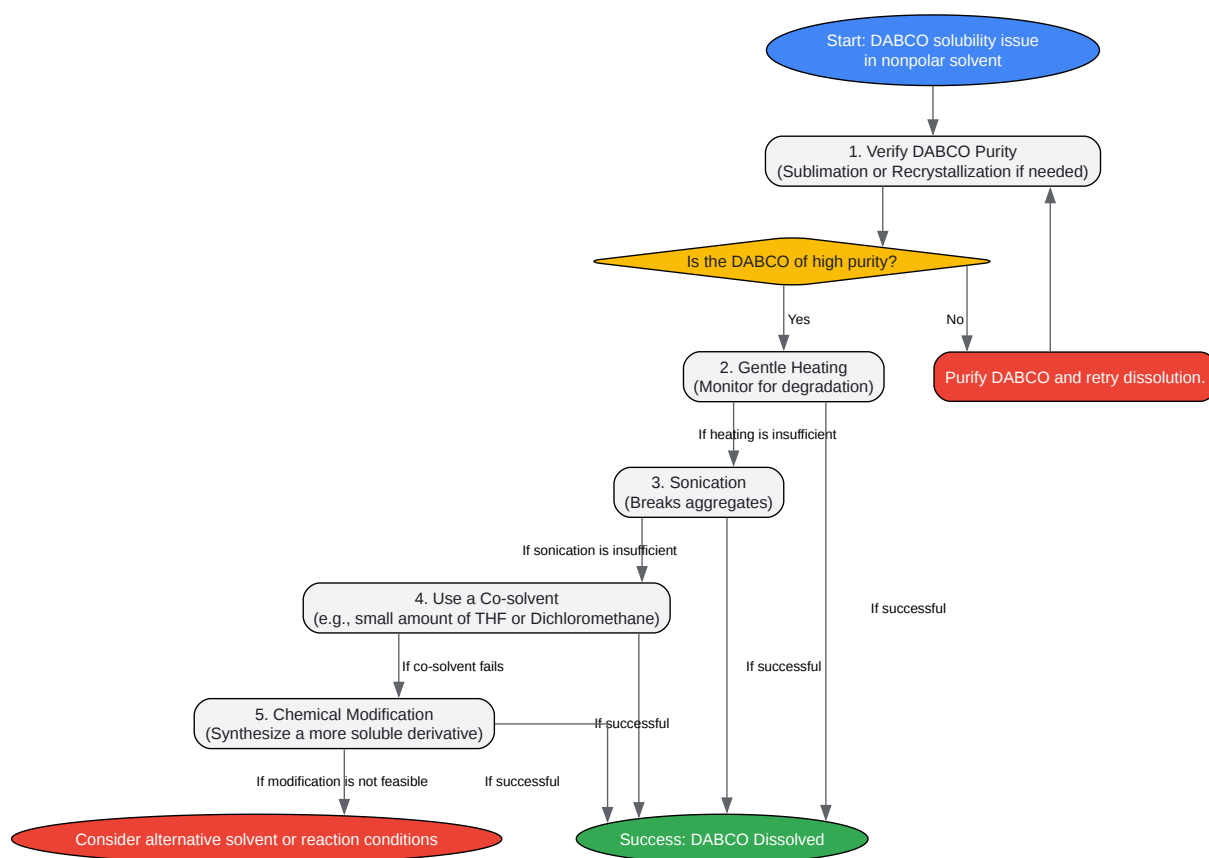 Start: DABCO solubility issue
in nonpolar solvent
1. Verify DABCO Purity
(Sublimation or Recrystallization if needed)
Is the DABCO of high purity?
Yes
No
2. Gentle Heating
(Monitor for degradation)
Purify DABCO and retry dissolution.
If heating is insufficient
3. Sonication
(Breaks aggregates)
If sonication is insufficient
4. Use a Co-solvent
(e.g., small amount of THF or Dichloromethane)
If successful
If co-solvent fails
If successful
5. Chemical Modification
(Synthesize a more soluble derivative)
If successful
If modification is not feasible
If successful
Consider alternative solvent or reaction conditions
Success: DABCO Dissolved